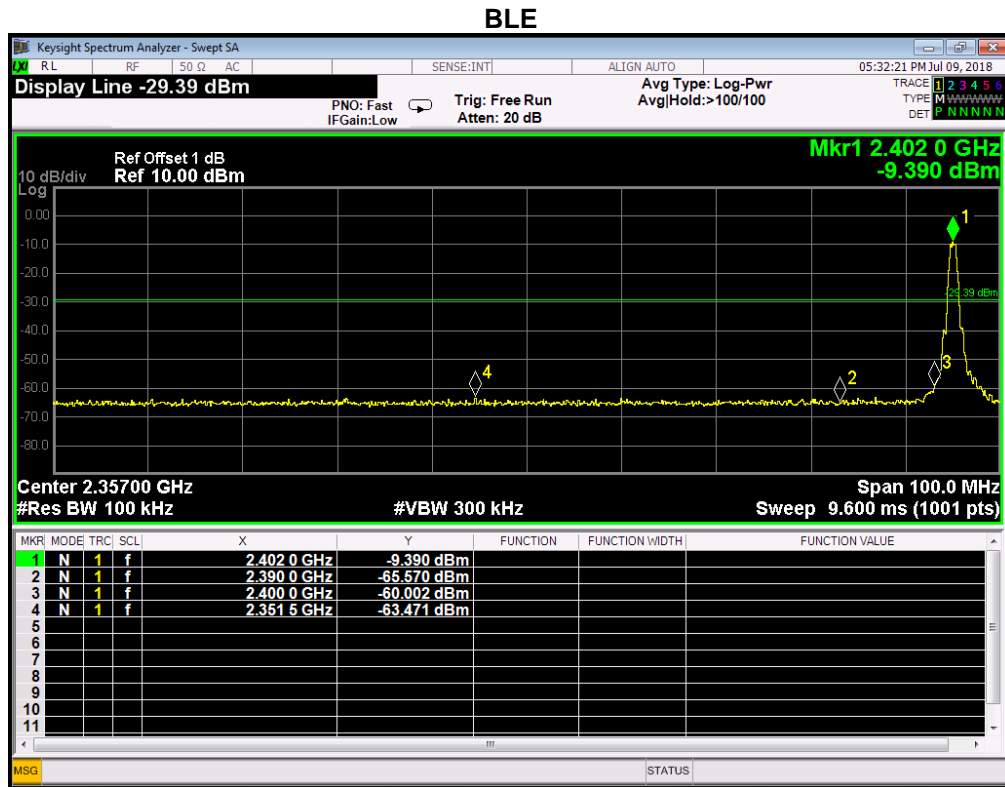 BLE
Keysight Spectrum Analyzer - Swept SA
LXI RL RF 50 Ω AC SENSE:INT ALIGN AUTO 05:32:21 PM Jul 09, 2018
Display Line -29.39 dBm
PNO: Fast
IFGain:Low
Trig: Free Run
Atten: 20 dB
Avg Type: Log-Pwr
Avg|Hold:>100/100
TRACE 1 2 3 4 5 6
TYPE M W W W W W
DET P N N N N N
Mkr1 2.402 0 GHz
-9.390 dBm
Ref Offset 1 dB
10 dB/div Ref 10.00 dBm
Log
0.00
-10.0
-20.0
-30.0
-40.0
-50.0
-60.0
-70.0
-80.0
1
-29.39 dBm
3
4
2
Center 2.35700 GHz Span 100.0 MHz
#Res BW 100 kHz #VBW 300 kHz Sweep 9.600 ms (1001 pts)
MKR MODE TRC SCL X Y FUNCTION FUNCTION WIDTH FUNCTION VALUE
1 N 1 f 2.402 0 GHz -9.390 dBm
2 N 1 f 2.390 0 GHz -65.570 dBm
3 N 1 f 2.400 0 GHz -60.002 dBm
4 N 1 f 2.351 5 GHz -63.471 dBm
5
6
7
8
9
10
11
MSG STATUS